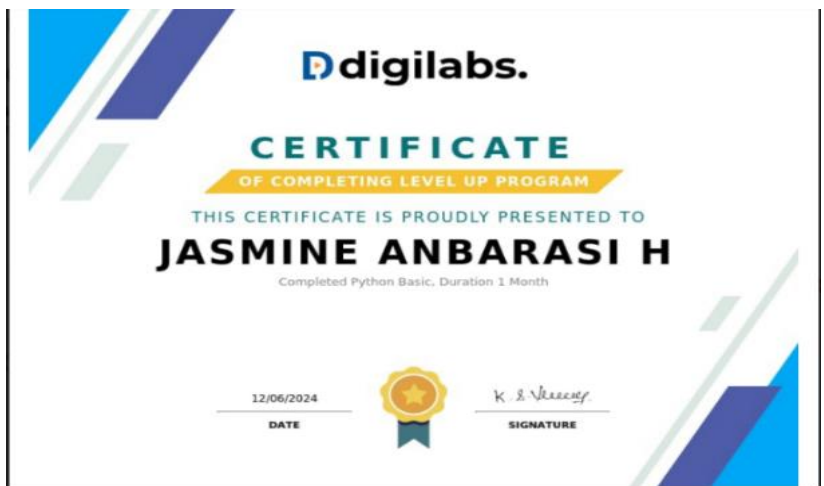 digilabs.
CERTIFICATE
OF COMPLETING LEVEL UP PROGRAM
THIS CERTIFICATE IS PROUDLY PRESENTED TO
JASMINE ANBARASI H
Completed Python Basic, Duration 1 Month
12/06/2024
DATE
K. S.
SIGNATURE